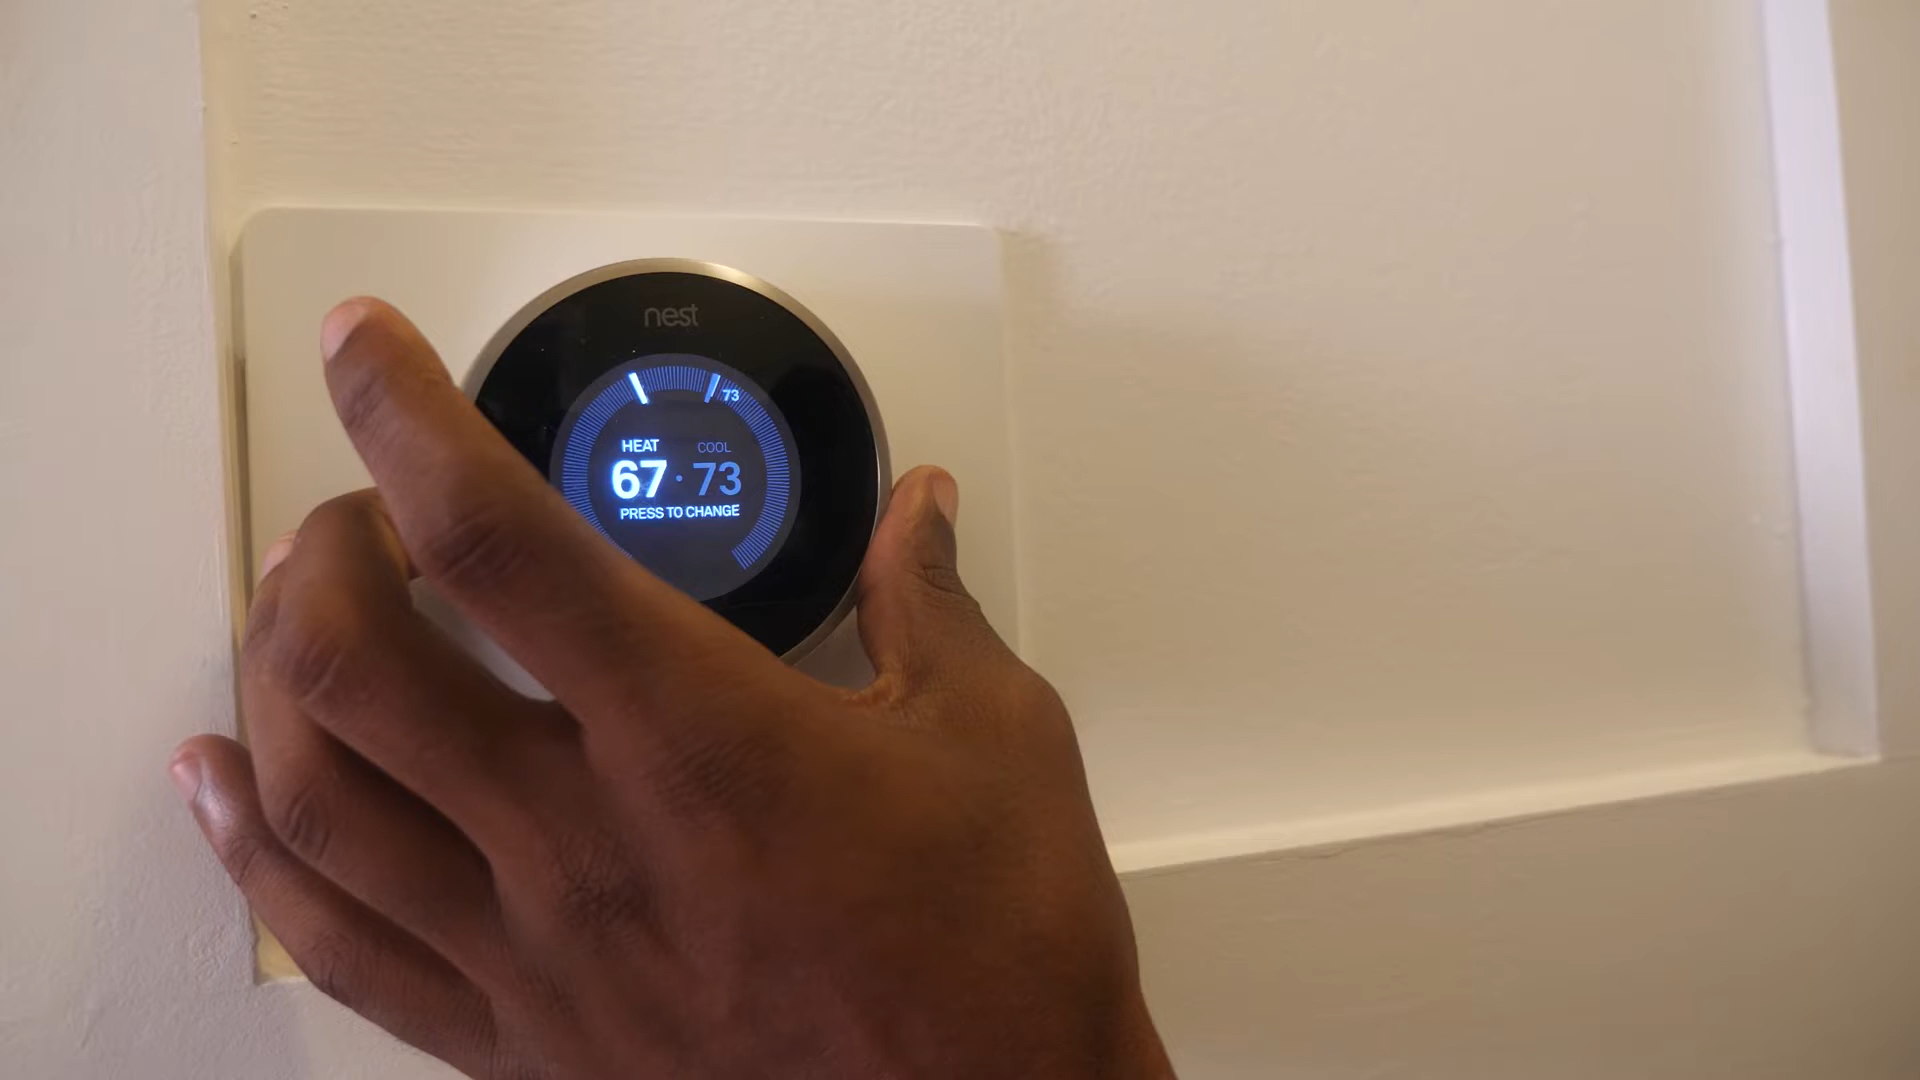 nest
73
HEAT COOL
67 · 73
PRESS TO CHANGE